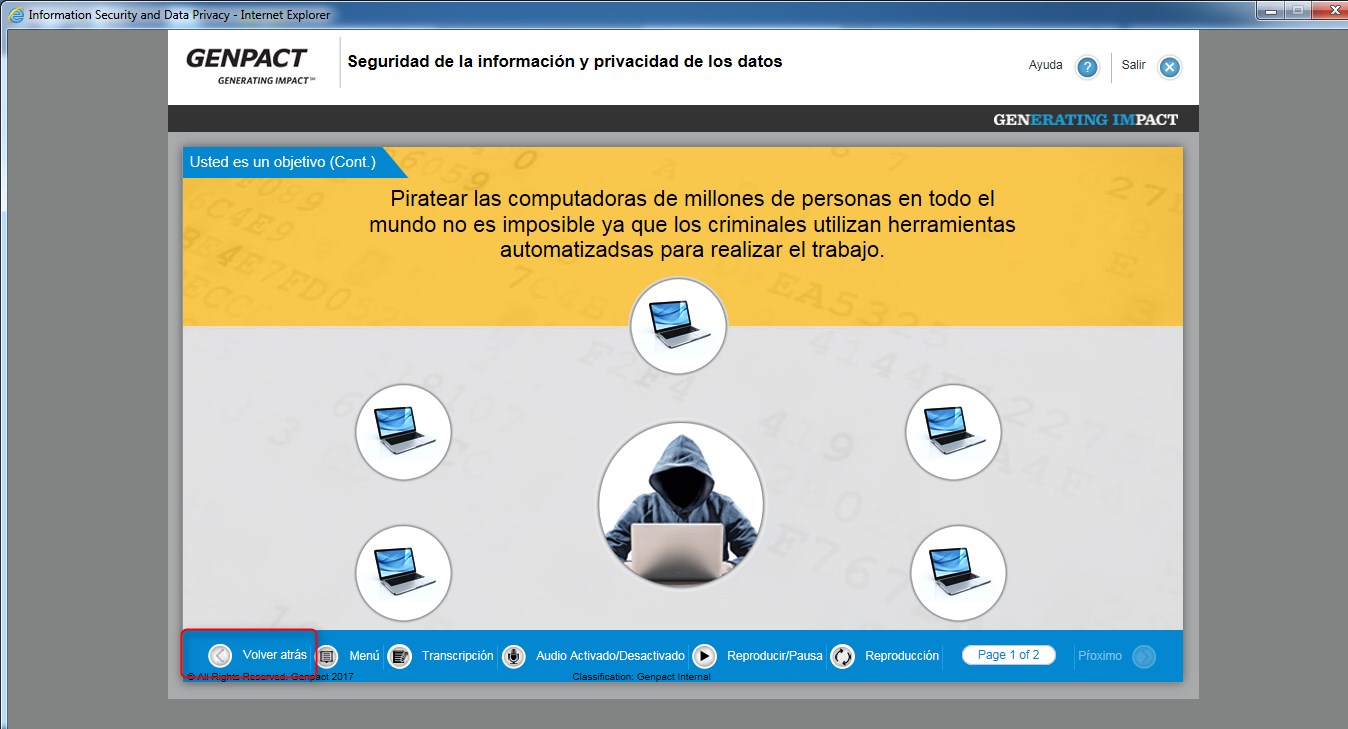 Information Security and Data Privacy - Internet Explorer
GENPACT
GENERATING IMPACT℠
Seguridad de la información y privacidad de los datos
Ayuda
?
Salir
GENERATING IMPACT
Usted es un objetivo (Cont.)
Piratear las computadoras de millones de personas en todo el
mundo no es imposible ya que los criminales utilizan herramientas
automatizadsas para realizar el trabajo.
Volver atrás
Menú
Transcripción
Audio Activado/Desactivado
Reproducir/Pausa
Reproducción
Page 1 of 2
Pŕoximo
© All Rights Reserved. Genpact 2017
Classification: Genpact Internal